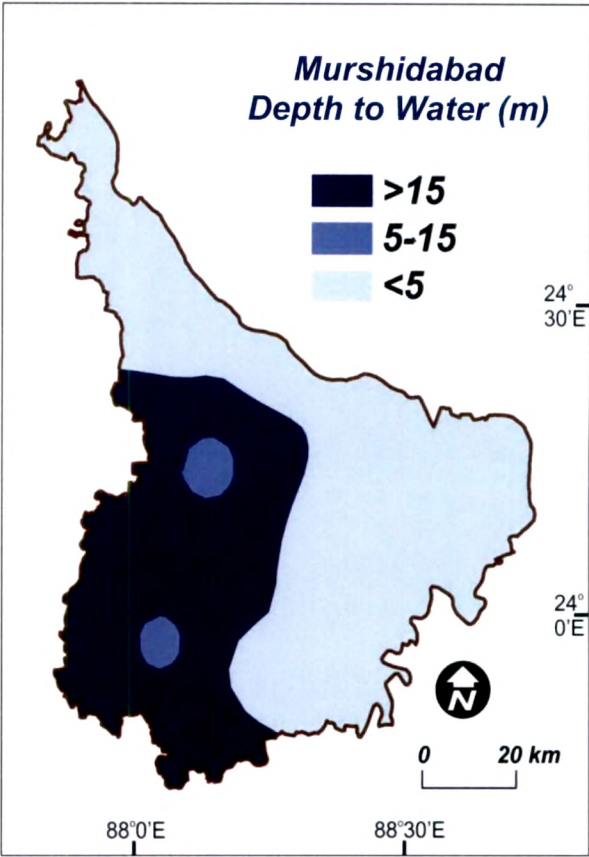 Murshidabad
Depth to Water (m)
>15
5-15
<5
24°
30'E
24°
0'E
N
0 20 km
88°0'E 88°30'E